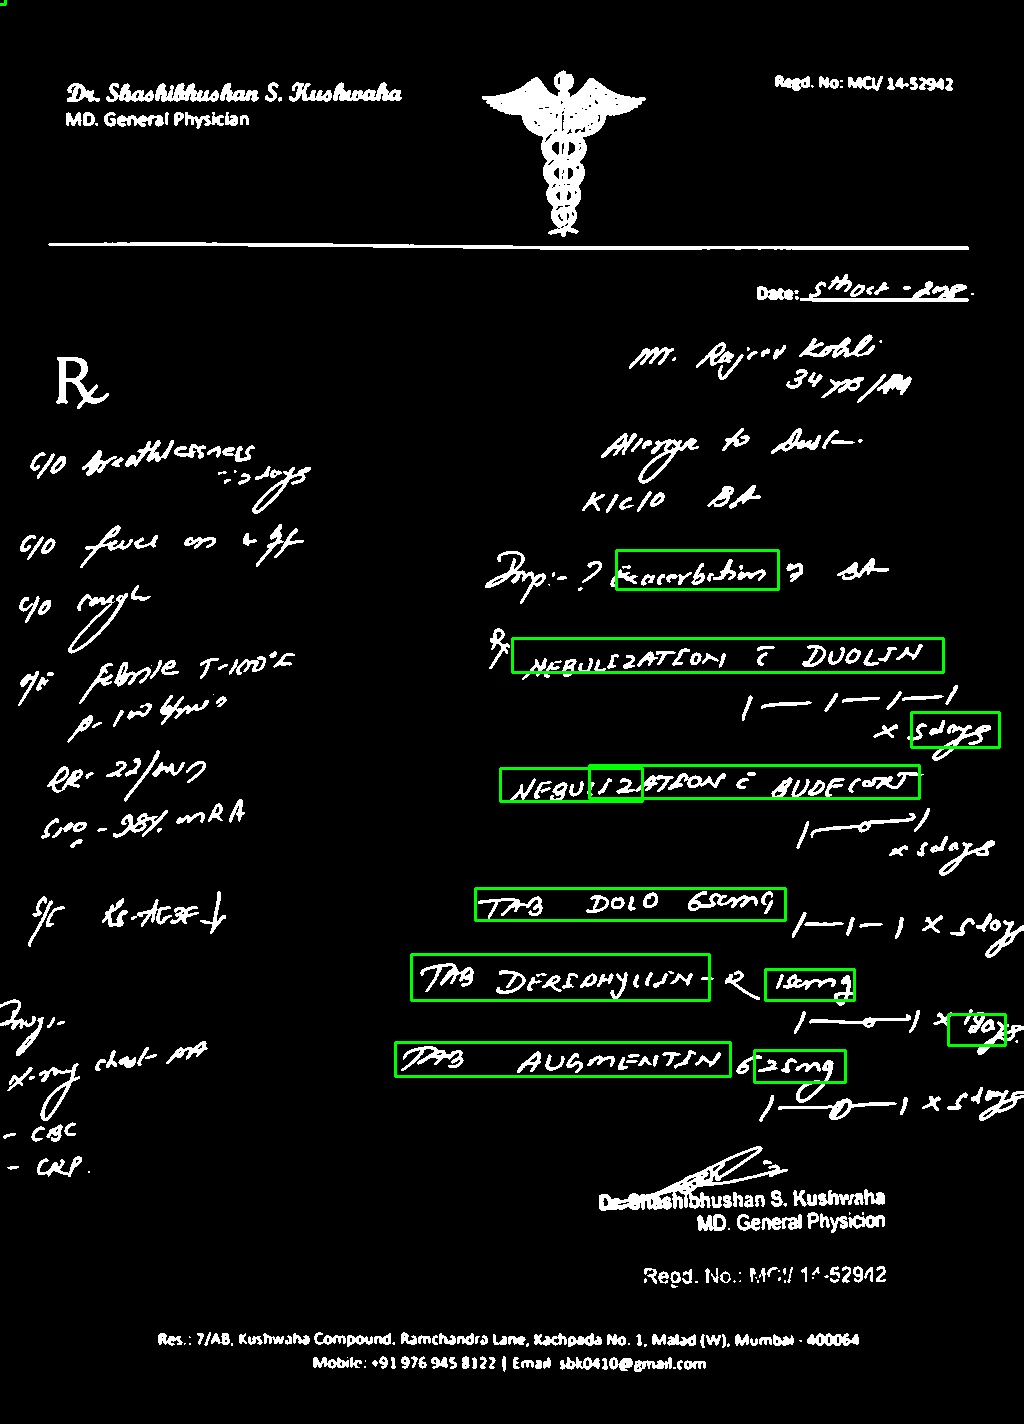 Dr. Shashibhushan S. Kushwaha
MD. General Physician
Regd. No: MCI/ 14-52942
Date: 5th Oct -
Mr. Rajeev Kohli
34 yrs/M
Rx
Allergy to Dust.
K/c/o BA
c/o breathlessness
2 days
c/o fever on & off
c/o cough
Imp:- ? Exacerbation of BA
O/E febrile T-100°F
P- 100 b/min
RR- 22/min
SPO2 - 98% on RA
S/E RS-AEBE ↓
Rx NEBULIZATION c̄ DUOLIN
1 — 1 — 1 — 1
x 5days
NEBULIZATION c̄ BUDECORT
1 — 0 — 1
x 5days
TAB DOLO 650mg
1 — 1 — 1 x 5days
TAB DERIPHYLLIN - R 150mg
1 — 0 — 1 x days.
TAB AUGMENTIN 625mg
1 — 0 — 1 x 5days
X-ray chest PA
- CBC
- CRP.
Dr. Shashibhushan S. Kushwaha
MD. General Physicion
Regd. No.: MCI/ 14-52942
Res.: 7/AB, Kushwaha Compound, Ramchandra Lane, Kachpada No. 1, Malad (W), Mumbai - 400064
Mobile: +91 976 945 8122 | Email sbk0410@gmail.com